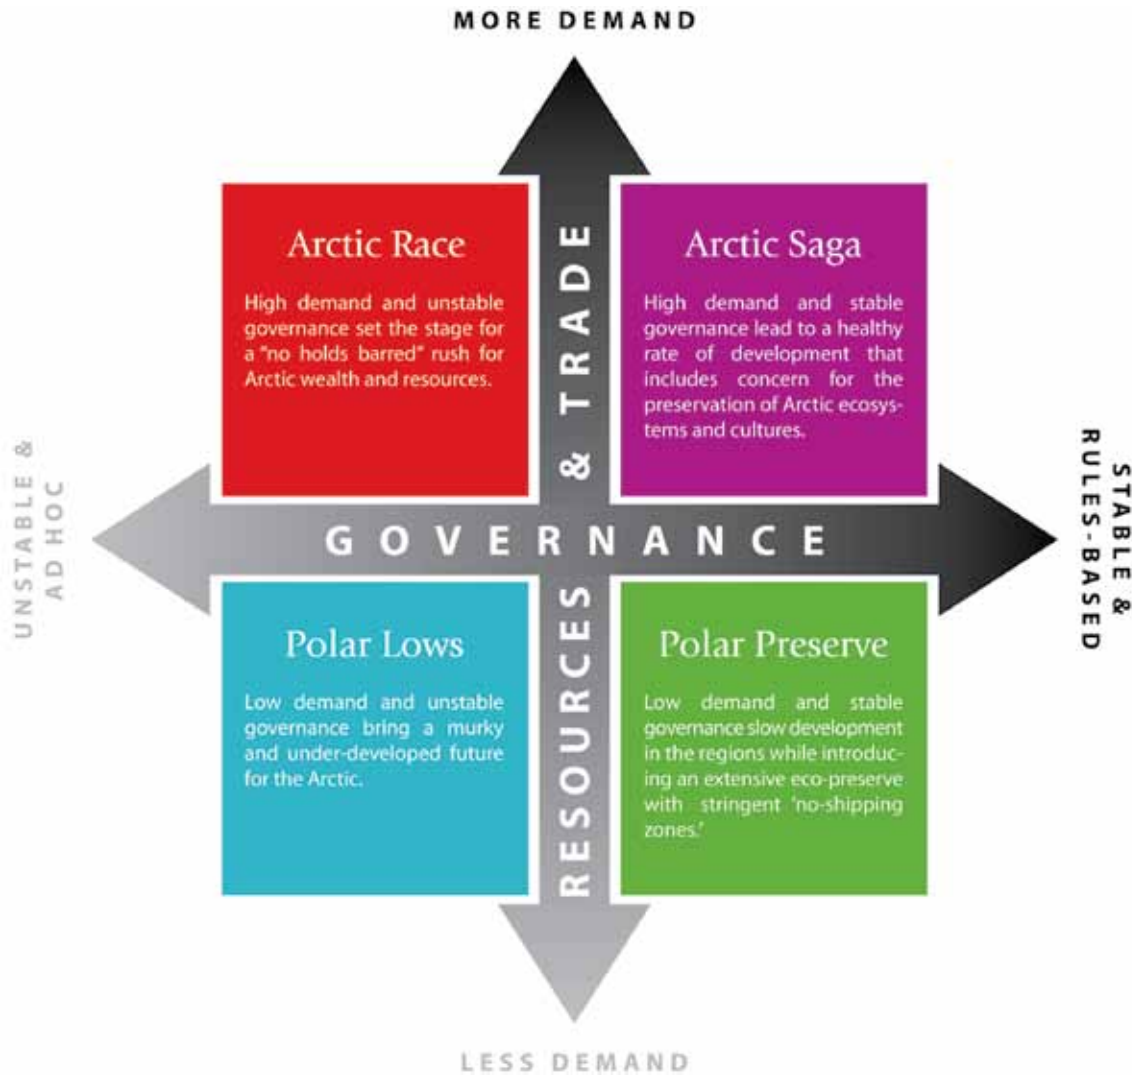 MORE DEMAND
Arctic Race
High demand and unstable
governance set the stage for
a "no holds barred" rush for
Arctic wealth and resources.
Arctic Saga
High demand and stable
governance lead to a healthy
rate of development that
includes concern for the
preservation of Arctic ecosys-
tems and cultures.
UNSTABLE &
AD HOC
GOVERNANCE
RESOURCES & TRADE
STABLE &
RULES-BASED
Polar Lows
Low demand and unstable
governance bring a murky
and under-developed future
for the Arctic.
Polar Preserve
Low demand and stable
governance slow development
in the regions while introduc-
ing an extensive eco-preserve
with stringent 'no-shipping
zones.'
LESS DEMAND